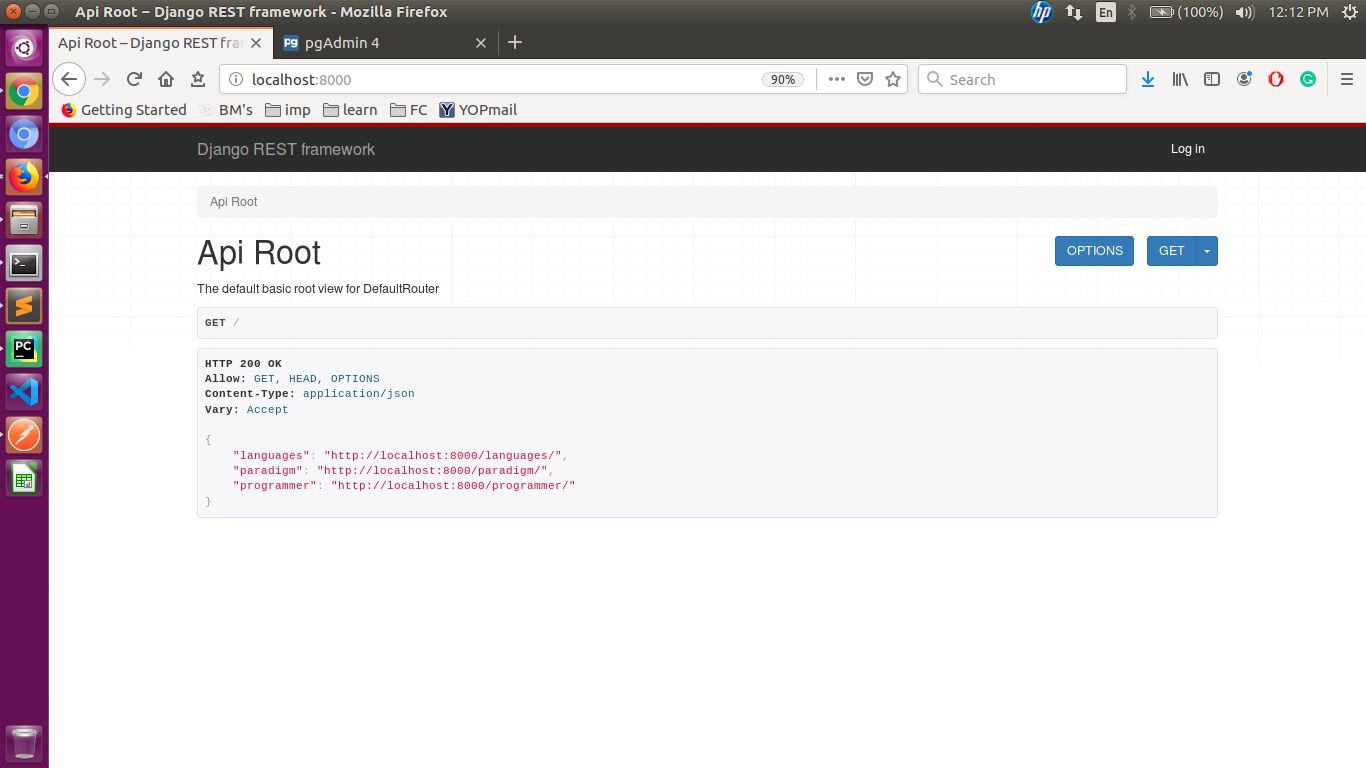 Api Root – Django REST framework - Mozilla Firefox
hp
En
(100%)
12:12 PM
Api Root – Django REST fra
Pg
pgAdmin 4
localhost:8000
90%
Search
Getting Started
BM's
imp
learn
FC
Y
YOPmail
Django REST framework
Log in
Api Root
Api Root
OPTIONS
GET
The default basic root view for DefaultRouter
GET /
HTTP 200 OK
Allow: GET, HEAD, OPTIONS
Content-Type: application/json
Vary: Accept
{
    "languages": "http://localhost:8000/languages/",
    "paradigm": "http://localhost:8000/paradigm/",
    "programmer": "http://localhost:8000/programmer/"
}
PC